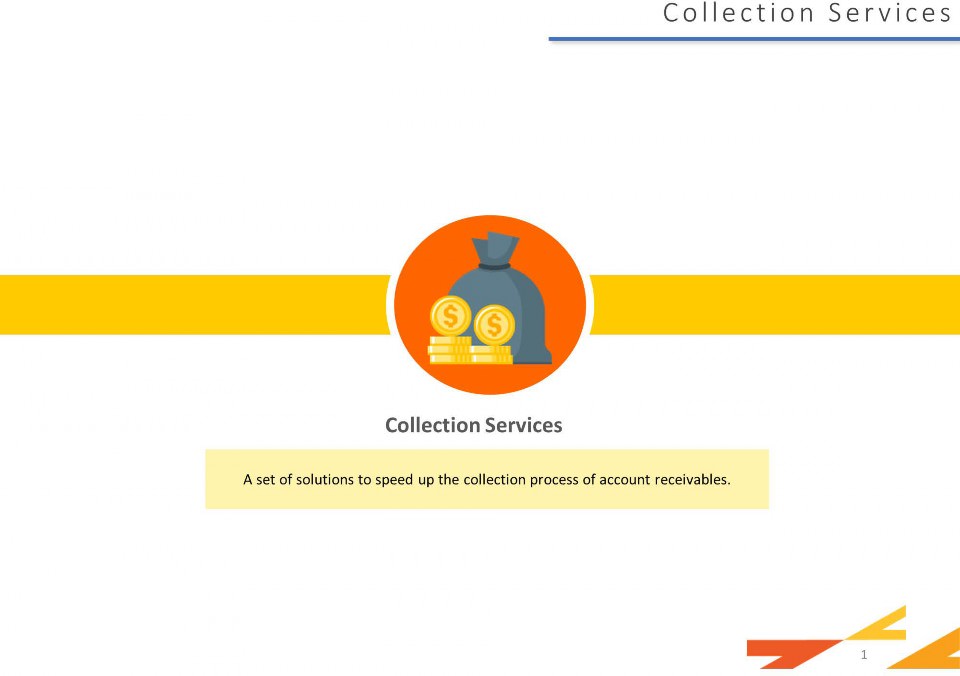 Collection Services
$
$
Collection Services
A set of solutions to speed up the collection process of account receivables.
1